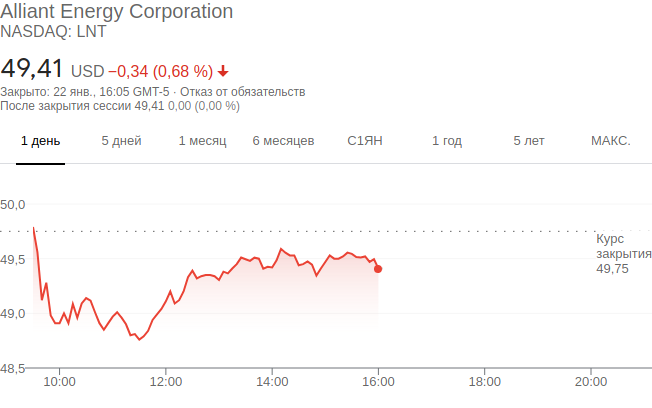 Alliant Energy Corporation
NASDAQ: LNT
49,41 USD −0,34 (0,68 %)
Закрыто: 22 янв., 16:05 GMT-5 · Отказ от обязательств
После закрытия сессии 49,41 0,00 (0,00 %)
1 день 5 дней 1 месяц 6 месяцев С1ЯН 1 год 5 лет МАКС.
50,0
Курс
закрытия
49,75
49,5
49,0
48,5
10:00 12:00 14:00 16:00 18:00 20:00